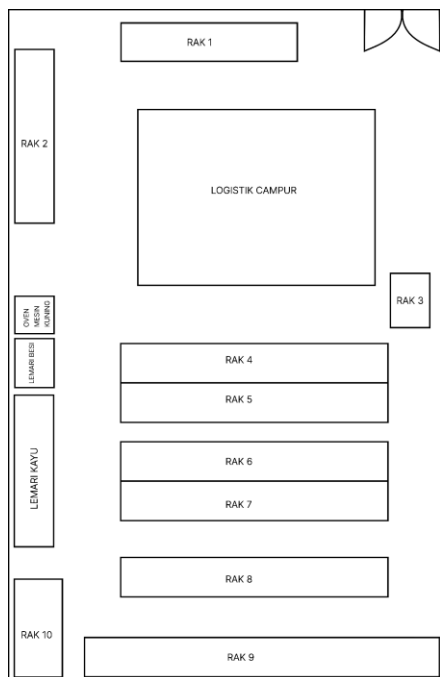 RAK 1
RAK 2
LOGISTIK CAMPUR
RAK 3
OVEN
MESIN
KUNING
LEMARI BESI
RAK 4
RAK 5
LEMARI KAYU
RAK 6
RAK 7
RAK 8
RAK 10
RAK 9